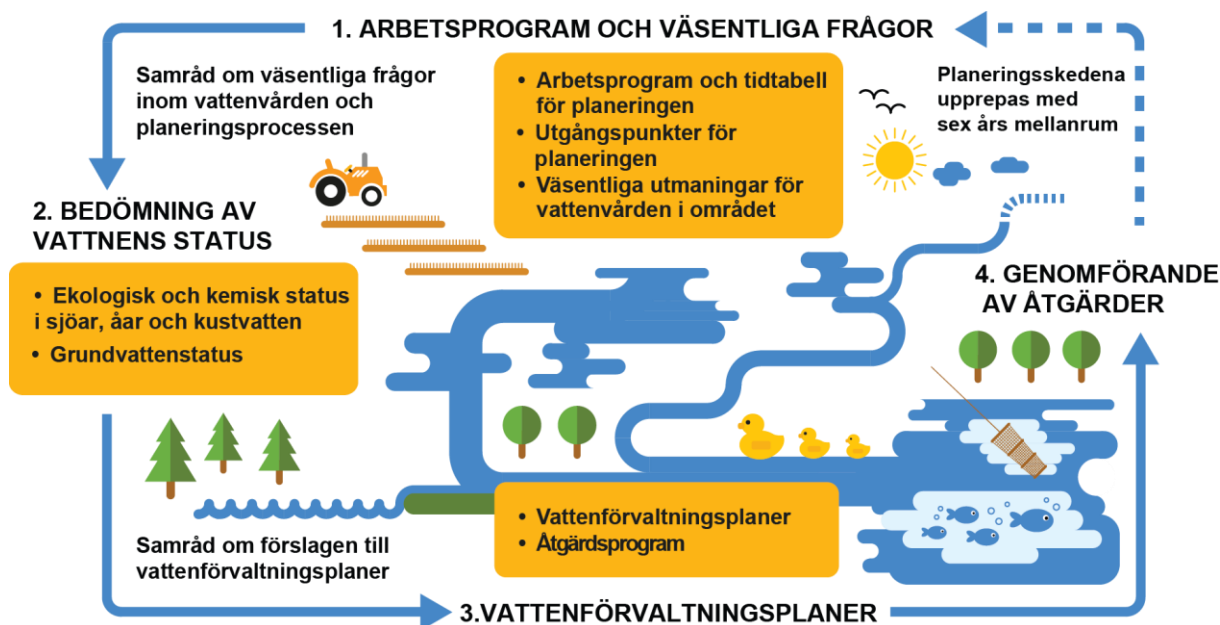 1. ARBETSPROGRAM OCH VÄSENTLIGA FRÅGOR
Samråd om väsentliga frågor
inom vattenvården och
planeringsprocessen
• Arbetsprogram och tidtabell
för planeringen
• Utgångspunkter för
planeringen
• Väsentliga utmaningar för
vattenvården i området
Planeringsskedena
upprepas med
sex års mellanrum
2. BEDÖMNING AV
VATTNENS STATUS
• Ekologisk och kemisk status
i sjöar, åar och kustvatten
• Grundvattenstatus
4. GENOMFÖRANDE
AV ÅTGÄRDER
Samråd om förslagen till
vattenförvaltningsplaner
• Vattenförvaltningsplaner
• Åtgärdsprogram
3.VATTENFÖRVALTNINGSPLANER